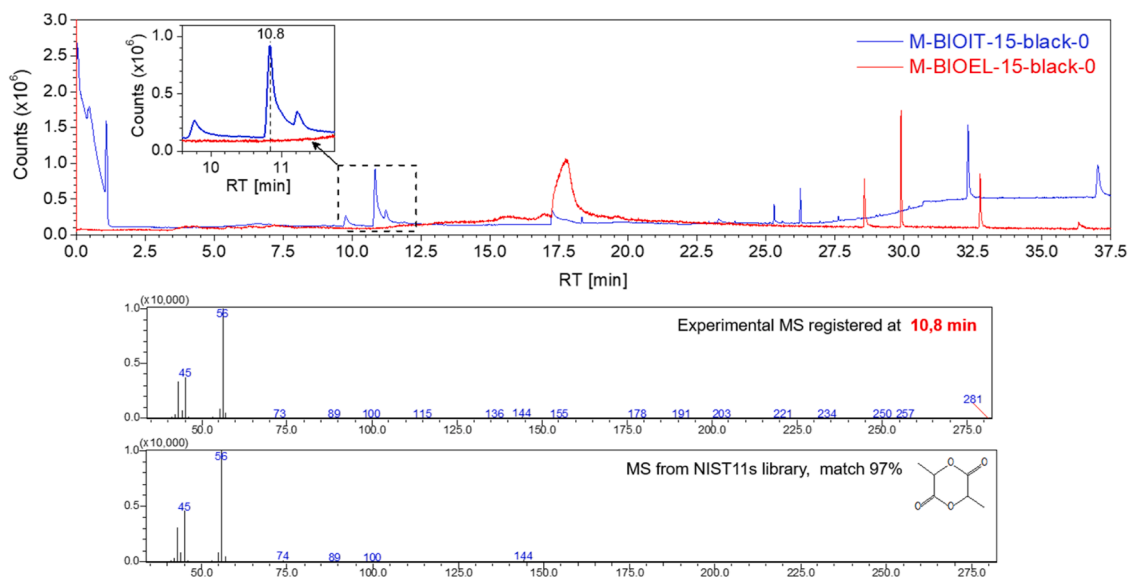 3.0
2.5
2.0
1.5
1.0
0.5
0.0
Counts (x10⁶)
1.0
0.5
0.0
Counts (x10⁶)
10.8
10 11
RT [min]
M-BIOIT-15-black-0
M-BIOEL-15-black-0
0.0 2.5 5.0 7.5 10.0 12.5 15.0 17.5 20.0 22.5 25.0 27.5 30.0 32.5 35.0 37.5
RT [min]
(x10,000)
1.0
0.5
0.0
Experimental MS registered at 10,8 min
56
45
73 89 100 115 136 144 155 178 191 203 221 234 250 257 281
50.0 75.0 100.0 125.0 150.0 175.0 200.0 225.0 250.0 275.0
(x10,000)
1.0
0.5
0.0
MS from NIST11s library, match 97%
O
O
O
O
56
45
74 89 100 144
50.0 75.0 100.0 125.0 150.0 175.0 200.0 225.0 250.0 275.0